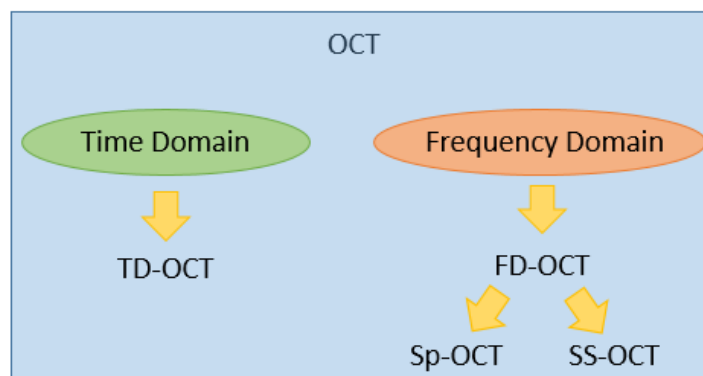 OCT
Time Domain
Frequency Domain
TD-OCT
FD-OCT
Sp-OCT
SS-OCT